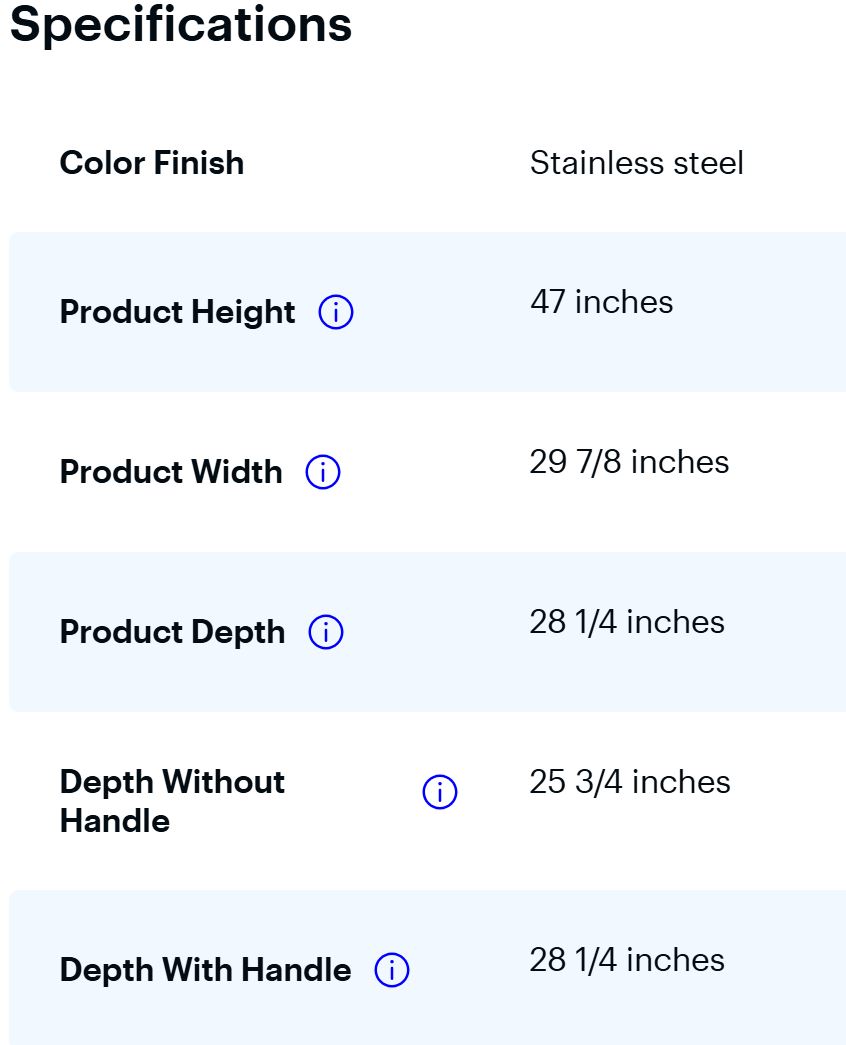 Specifications
Color Finish
Stainless steel
Product Height
47 inches
Product Width
29 7/8 inches
Product Depth
28 1/4 inches
Depth Without
Handle
25 3/4 inches
Depth With Handle
28 1/4 inches